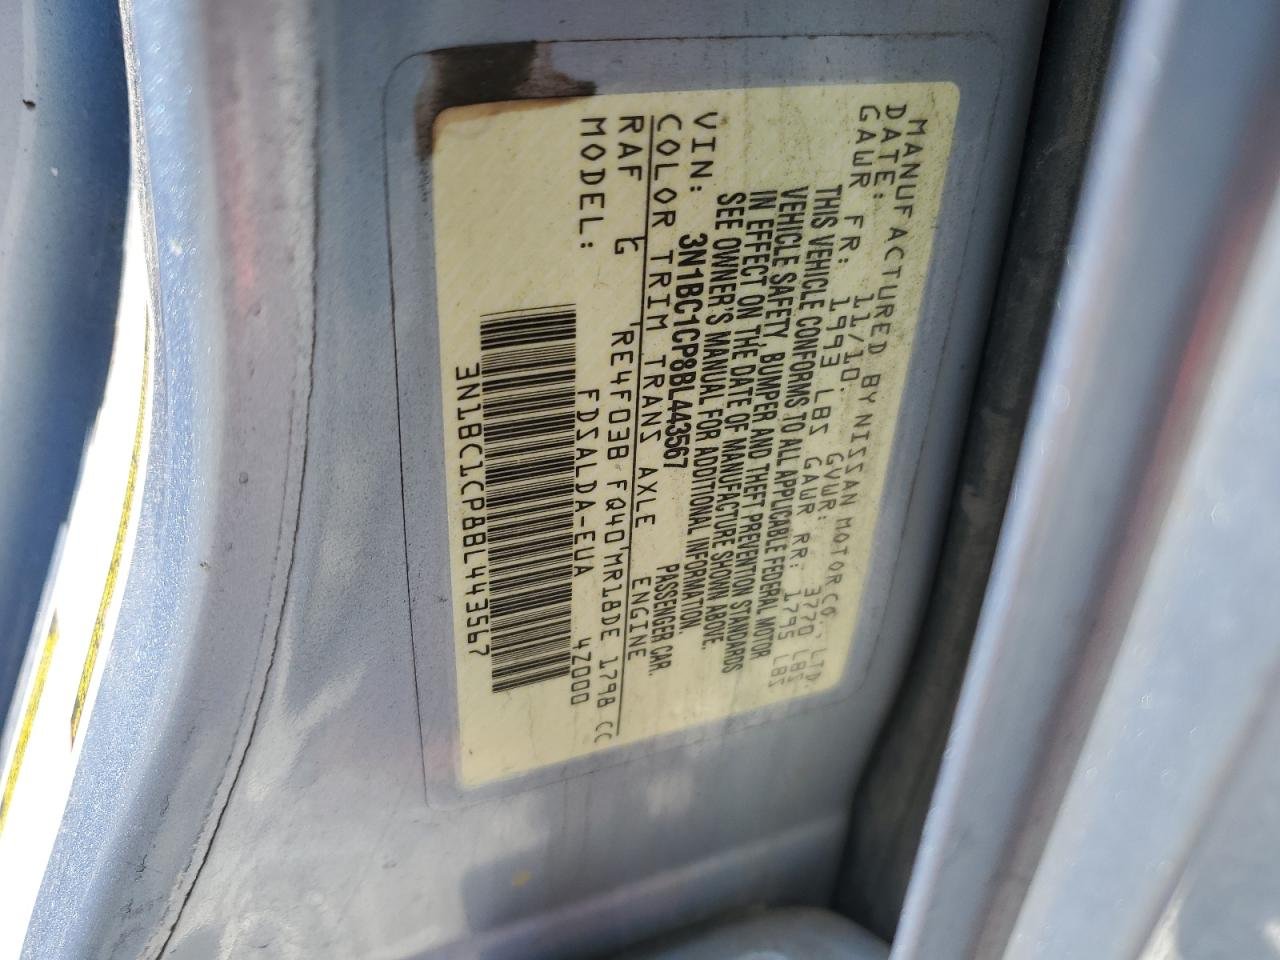 MANUFACTURED BY NISSAN MOTOR CO., LTD.
DATE: 11/10 GVWR: 3770 LBS
GAWR FR: 1993 LBS GAWR RR: 1795 LBS
THIS VEHICLE CONFORMS TO ALL APPLICABLE FEDERAL MOTOR
VEHICLE SAFETY, BUMPER AND THEFT PREVENTION STANDARDS
IN EFFECT ON THE DATE OF MANUFACTURE SHOWN ABOVE.
SEE OWNER'S MANUAL FOR ADDITIONAL INFORMATION.
VIN: 3N1BC1CP8BL443567 PASSENGER CAR.
COLOR TRIM TRANS AXLE ENGINE
RAF G RE4F03B FQ40 MR18DE 1798 CC
MODEL: FDSALDA-EUA 4Z000
3N1BC1CP8BL443567